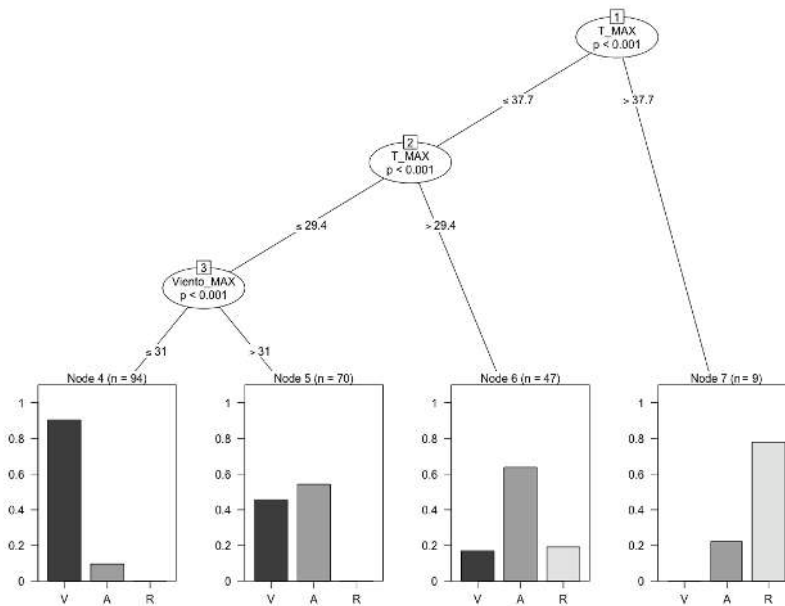 1
T_MAX
p < 0.001
≤ 37.7
> 37.7
2
T_MAX
p < 0.001
≤ 29.4
> 29.4
3
Viento_MAX
p < 0.001
≤ 31
> 31
Node 4 (n = 94)
1
0.8
0.6
0.4
0.2
0
V A R
Node 5 (n = 70)
1
0.8
0.6
0.4
0.2
0
V A R
Node 6 (n = 47)
1
0.8
0.6
0.4
0.2
0
V A R
Node 7 (n = 9)
1
0.8
0.6
0.4
0.2
0
V A R